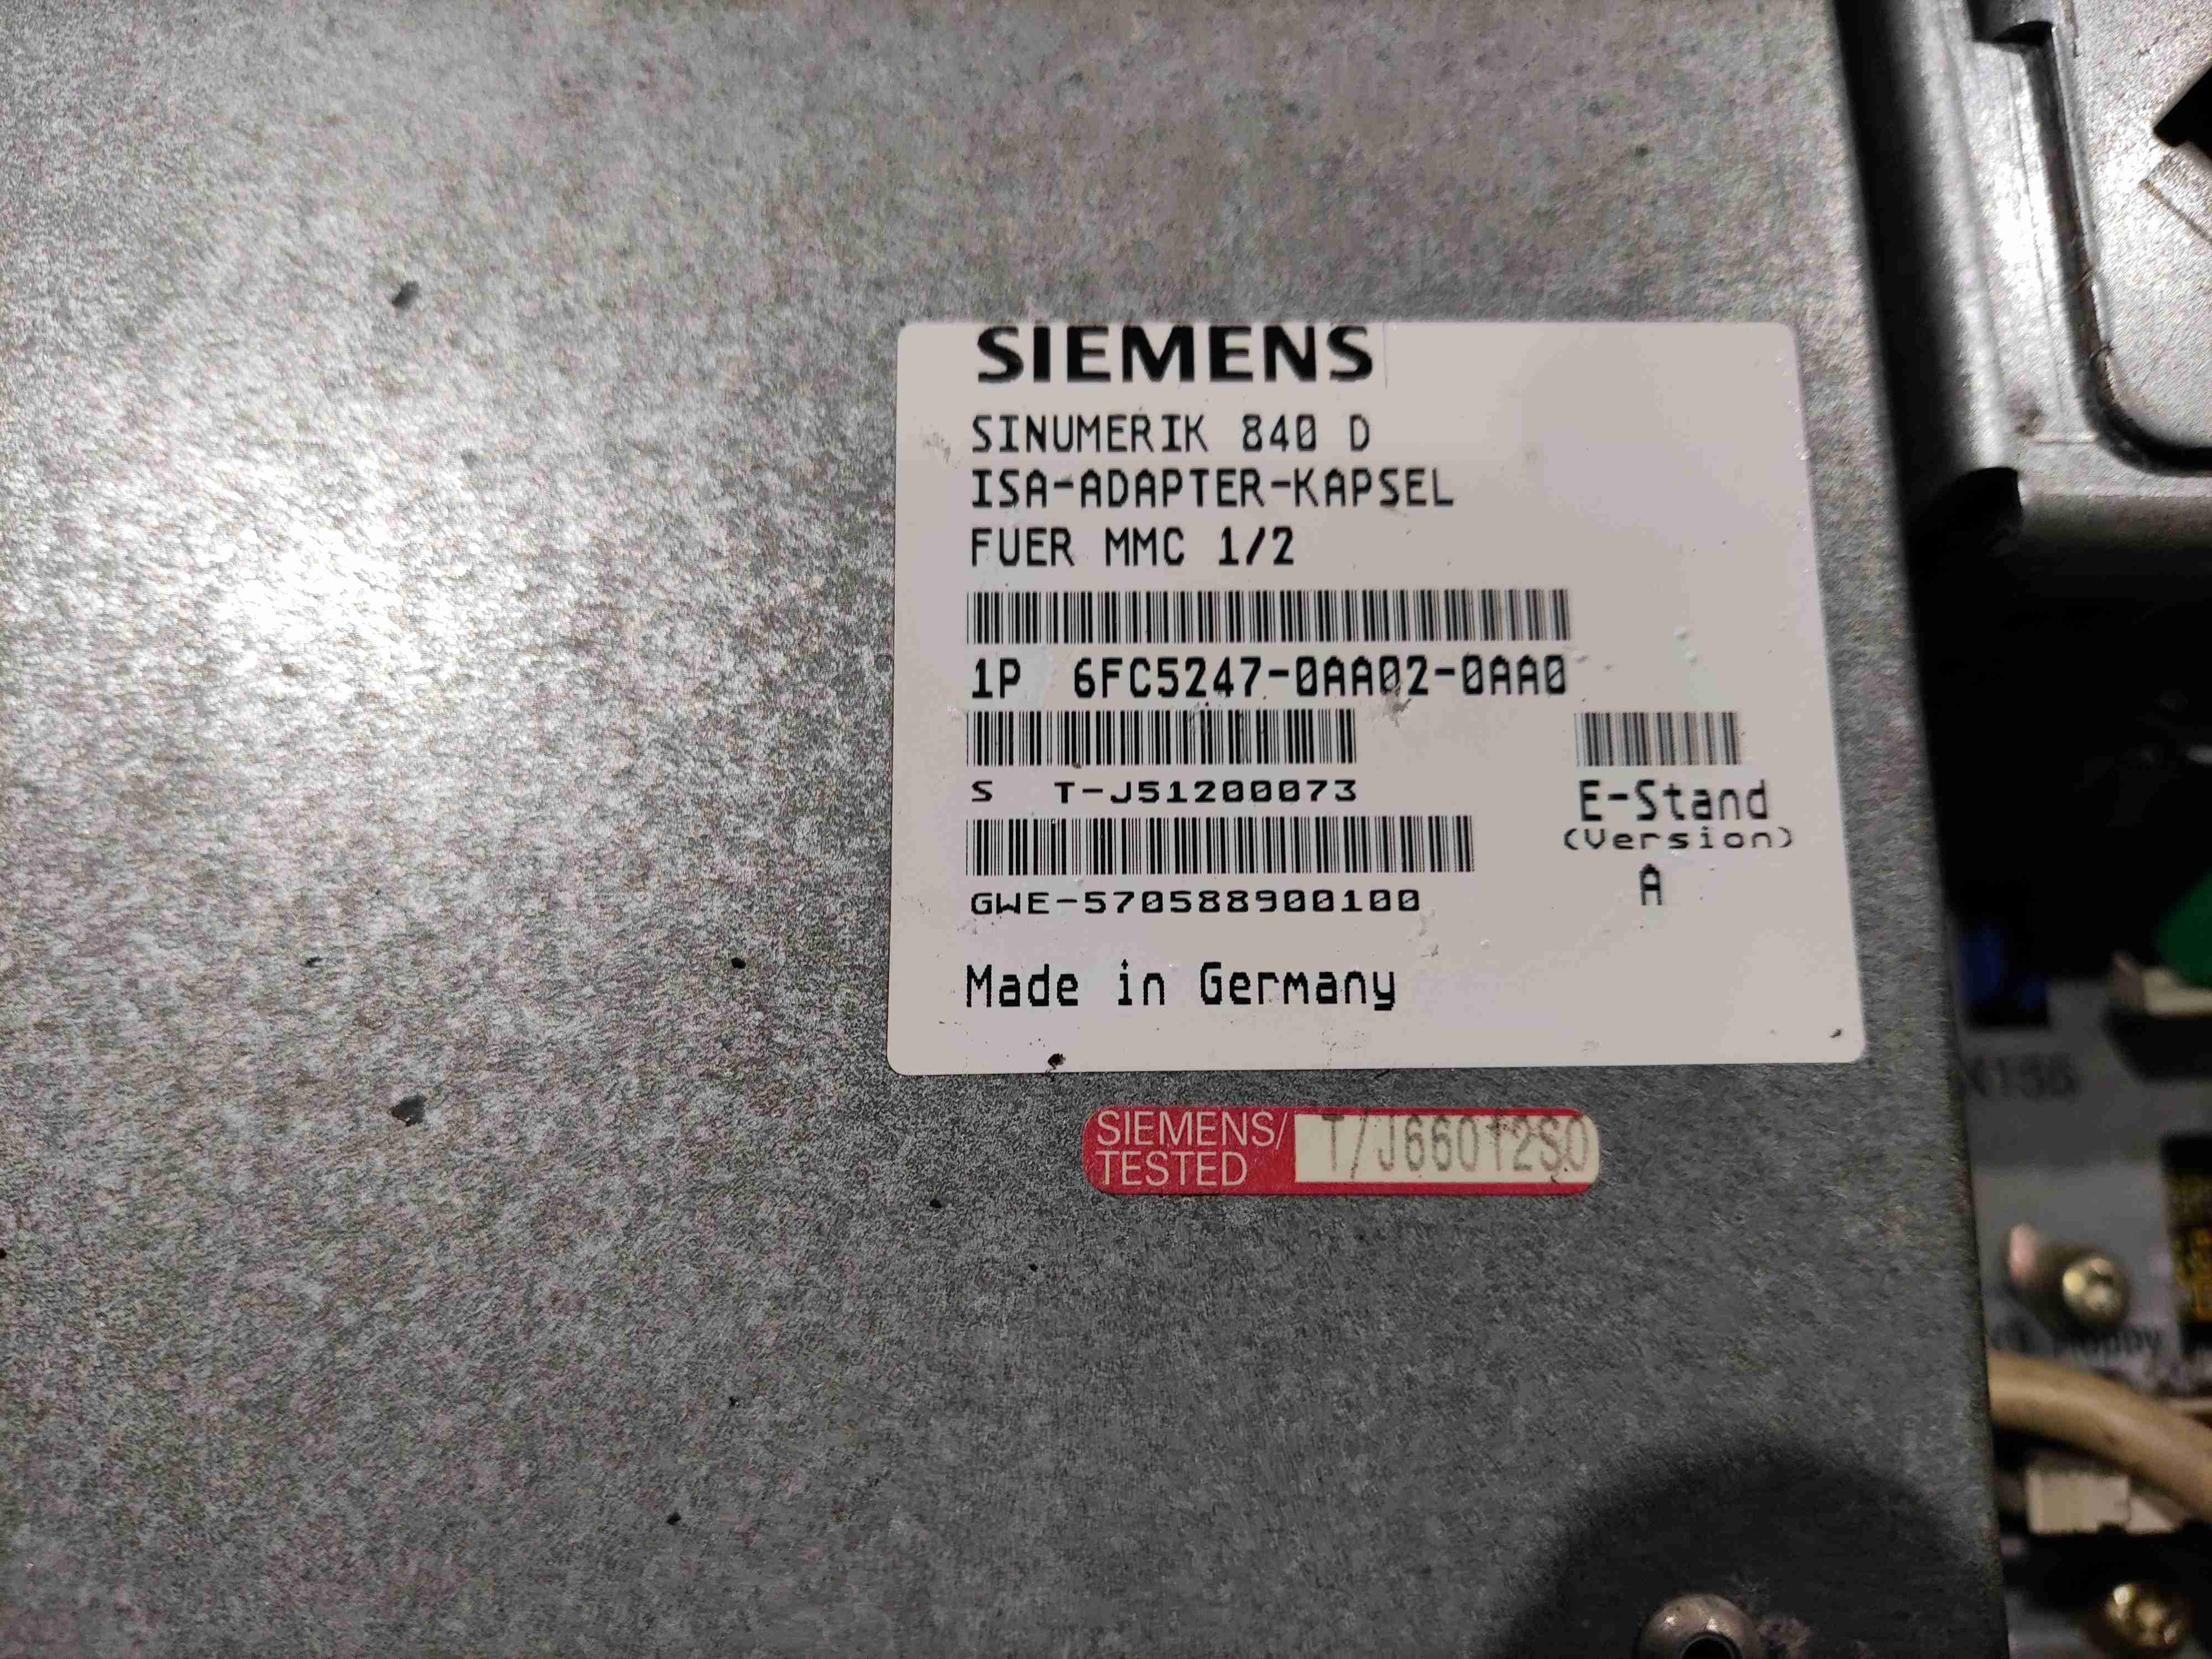 SIEMENS
SINUMERIK 840 D
ISA-ADAPTER-KAPSEL
FUER MMC 1/2
1P 6FC5247-0AA02-0AA0
S T-J51200073
E-Stand
(Version)
A
GWE-570588900100
Made in Germany
SIEMENS/
TESTED
T/J66012S0